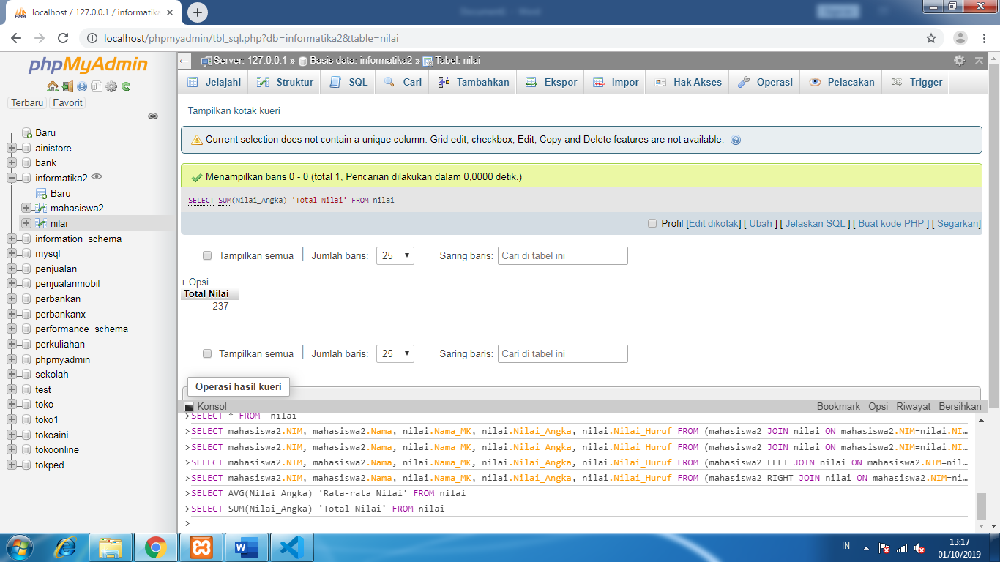 localhost / 127.0.0.1 / informatika
localhost/phpmyadmin/tbl_sql.php?db=informatika2&table=nilai
phpMyAdmin
Terbaru Favorit
Baru
ainistore
bank
informatika2
Baru
mahasiswa2
nilai
information_schema
mysql
penjualan
penjualanmobil
perbankan
perbankanx
performance_schema
perkuliahan
phpmyadmin
sekolah
test
toko
toko1
tokoaini
tokoonline
tokped
Server: 127.0.0.1 » Basis data: informatika2 » Tabel: nilai
Jelajahi Struktur SQL Cari Tambahkan Ekspor Impor Hak Akses Operasi Pelacakan Trigger
Tampilkan kotak kueri
Current selection does not contain a unique column. Grid edit, checkbox, Edit, Copy and Delete features are not available.
Menampilkan baris 0 - 0 (total 1, Pencarian dilakukan dalam 0,0000 detik.)
SELECT SUM(Nilai_Angka) 'Total Nilai' FROM nilai
Profil [Edit dikotak] [ Ubah ] [ Jelaskan SQL ] [ Buat kode PHP ] [ Segarkan]
Tampilkan semua | Jumlah baris: 25 Saring baris: Cari di tabel ini
+ Opsi
Total Nilai
237
Tampilkan semua | Jumlah baris: 25 Saring baris: Cari di tabel ini
Operasi hasil kueri
Konsol Bookmark Opsi Riwayat Bersihkan
>SELECT * FROM nilai
>SELECT mahasiswa2.NIM, mahasiswa2.Nama, nilai.Nama_MK, nilai.Nilai_Angka, nilai.Nilai_Huruf FROM (mahasiswa2 JOIN nilai ON mahasiswa2.NIM=nilai.NI…
>SELECT mahasiswa2.NIM, mahasiswa2.Nama, nilai.Nama_MK, nilai.Nilai_Angka, nilai.Nilai_Huruf FROM (mahasiswa2 JOIN nilai ON mahasiswa2.NIM=nilai.NI…
>SELECT mahasiswa2.NIM, mahasiswa2.Nama, nilai.Nama_MK, nilai.Nilai_Angka, nilai.Nilai_Huruf FROM (mahasiswa2 LEFT JOIN nilai ON mahasiswa2.NIM=nil…
>SELECT mahasiswa2.NIM, mahasiswa2.Nama, nilai.Nama_MK, nilai.Nilai_Angka, nilai.Nilai_Huruf FROM (mahasiswa2 RIGHT JOIN nilai ON mahasiswa2.NIM=ni…
>SELECT AVG(Nilai_Angka) 'Rata-rata Nilai' FROM nilai
>SELECT SUM(Nilai_Angka) 'Total Nilai' FROM nilai
>
IN 13:17
01/10/2019